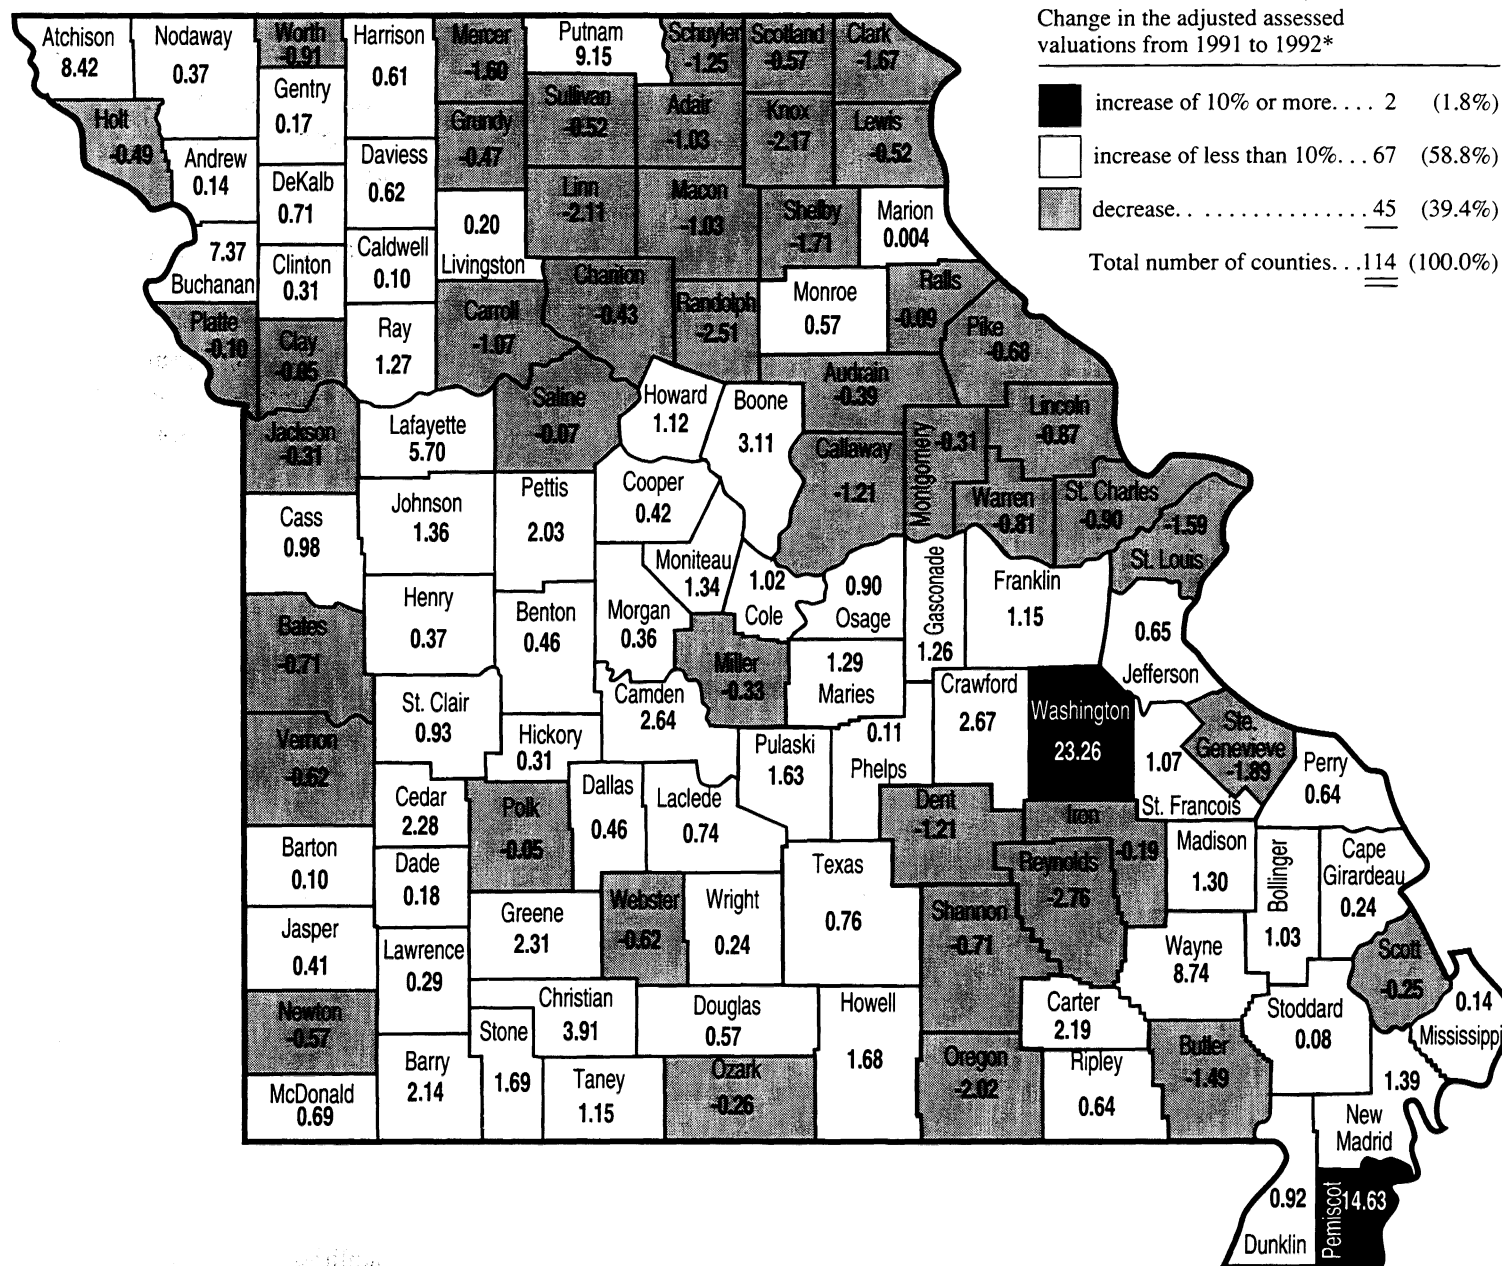 Change in the adjusted assessed
valuations from 1991 to 1992*
increase of 10% or more.... 2 (1.8%)
increase of less than 10%... 67 (58.8%)
decrease. . . . . . . . . . . . . . . 45 (39.4%)
Total number of counties...114 (100.0%)
Atchison
8.42
Nodaway
0.37
Worth
-0.91
Harrison
0.61
Mercer
-1.60
Putnam
9.15
Schuyler
-1.25
Scotland
-0.57
Clark
-1.67
Gentry
0.17
Sullivan
-0.52
Adair
-1.03
Knox
-2.17
Lewis
-0.52
Holt
-0.49
Grundy
-0.47
Andrew
0.14
DeKalb
0.71
Daviess
0.62
Linn
-2.11
Macon
-1.03
Shelby
-1.71
Marion
0.004
0.20
Livingston
7.37
Buchanan
Clinton
0.31
Caldwell
0.10
Chariton
-0.43
Randolph
-2.51
Monroe
0.57
Ralls
-0.09
Pike
-0.68
Platte
-0.10
Clay
-0.85
Ray
1.27
Carroll
-1.07
Audrain
-0.39
Jackson
-0.31
Lafayette
5.70
Saline
-0.07
Howard
1.12
Boone
3.11
Callaway
-1.21
Montgomery
-0.31
Lincoln
-0.87
Warren
-0.81
St. Charles
-0.90
-1.59
St. Louis
Cass
0.98
Johnson
1.36
Pettis
2.03
Cooper
0.42
Moniteau
1.34
1.02
Cole
0.90
Osage
Gasconade
1.26
Franklin
1.15
0.65
Jefferson
Bates
-0.71
Henry
0.37
Benton
0.46
Morgan
0.36
Miller
-0.33
1.29
Maries
Crawford
2.67
Washington
23.26
Ste.
Genevieve
-1.89
Vernon
-0.62
St. Clair
0.93
Hickory
0.31
Camden
2.64
Pulaski
1.63
0.11
Phelps
1.07
St. Francois
Perry
0.64
Cedar
2.28
Polk
-0.05
Dallas
0.46
Laclede
0.74
Dent
-1.21
Iron
-0.19
Reynolds
-2.76
Madison
1.30
Bollinger
1.03
Cape
Girardeau
0.24
Barton
0.10
Dade
0.18
Greene
2.31
Webster
-0.62
Wright
0.24
Texas
0.76
Shannon
-0.71
Wayne
8.74
Scott
-0.25
0.14
Mississippi
Jasper
0.41
Lawrence
0.29
Christian
3.91
Douglas
0.57
Howell
1.68
Carter
2.19
Butler
-1.49
Stoddard
0.08
Newton
-0.57
Stone
1.69
Barry
2.14
Taney
1.15
Ozark
-0.26
Oregon
-2.02
Ripley
0.64
1.39
New
Madrid
McDonald
0.69
0.92
Dunklin
Pemiscot
14.63